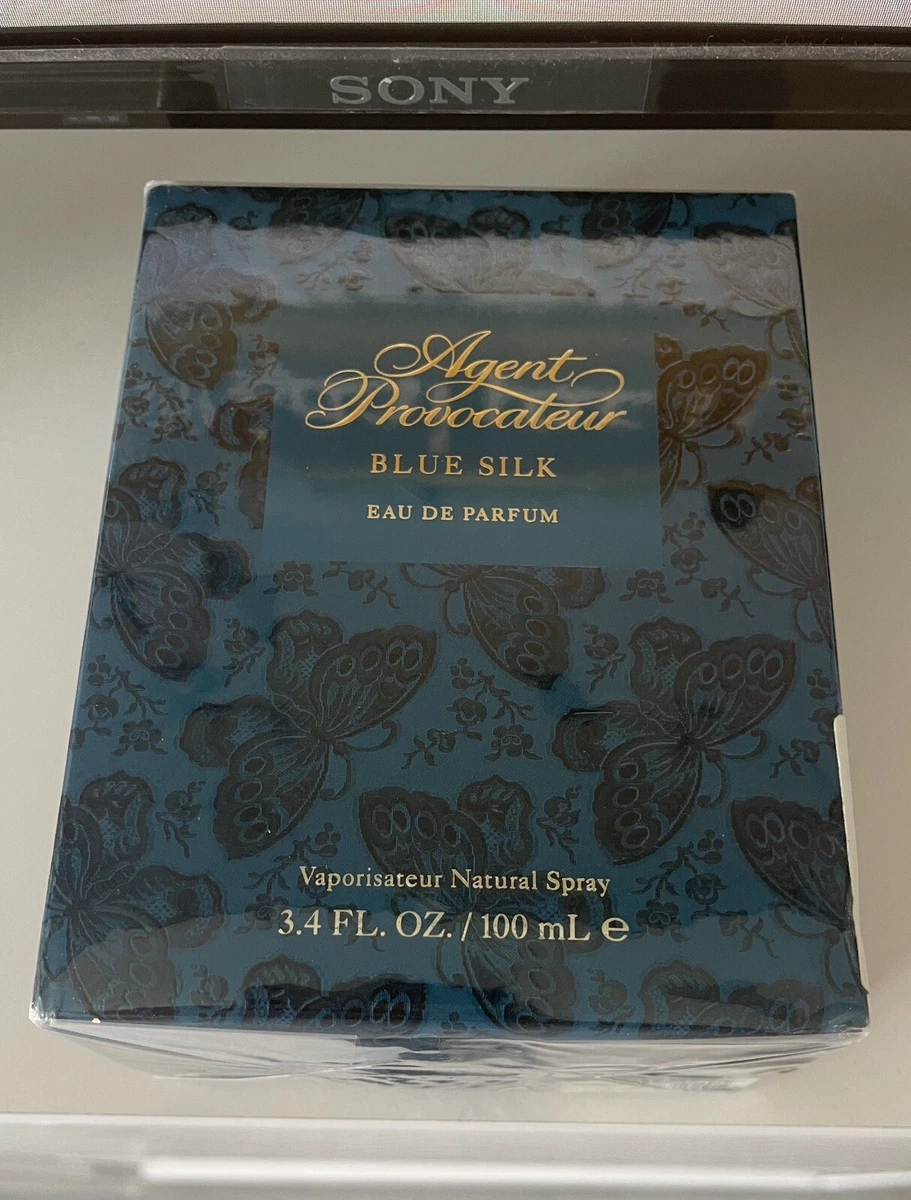 SONY
Agent
Provocateur
BLUE SILK
EAU DE PARFUM
Vaporisateur Natural Spray
3.4 FL. OZ. / 100 mL ℮